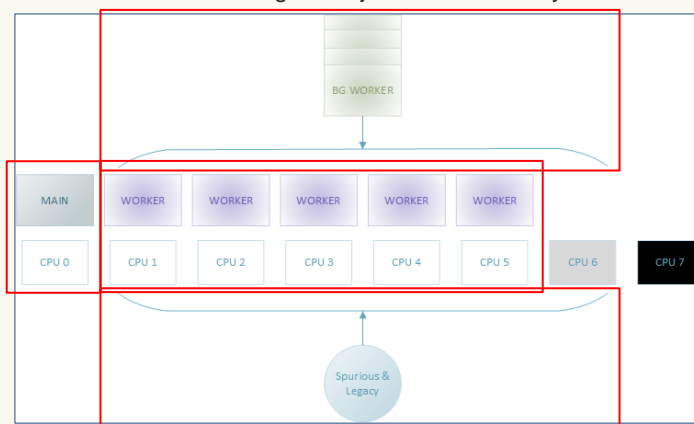 BG WORKER
MAIN
WORKER
WORKER
WORKER
WORKER
WORKER
CPU 0
CPU 1
CPU 2
CPU 3
CPU 4
CPU 5
CPU 6
CPU 7
Spurious &
Legacy